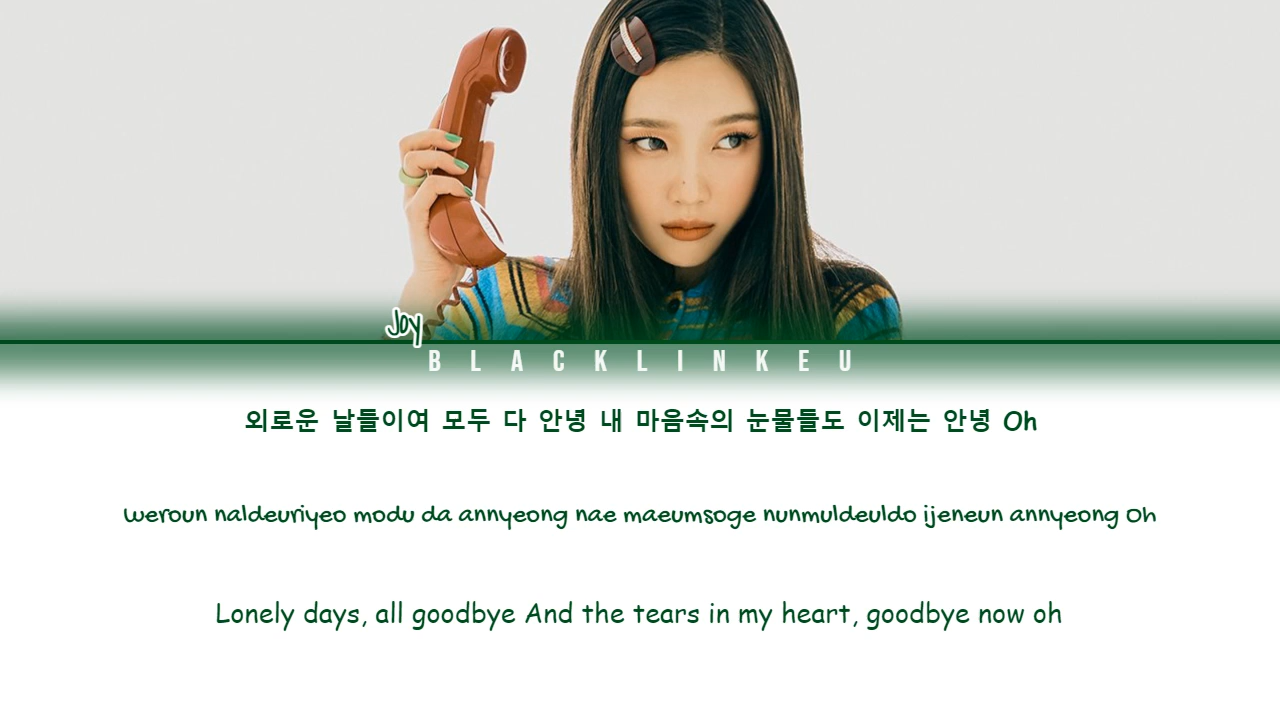 Joy
BLACKLINKEU
외로운 날들이여 모두 다 안녕 내 마음속의 눈물들도 이제는 안녕 Oh
weroun naldeuriyeo modu da annyeong nae maeumsoge nunmuldeuldo ijeneun annyeong Oh
Lonely days, all goodbye And the tears in my heart, goodbye now oh